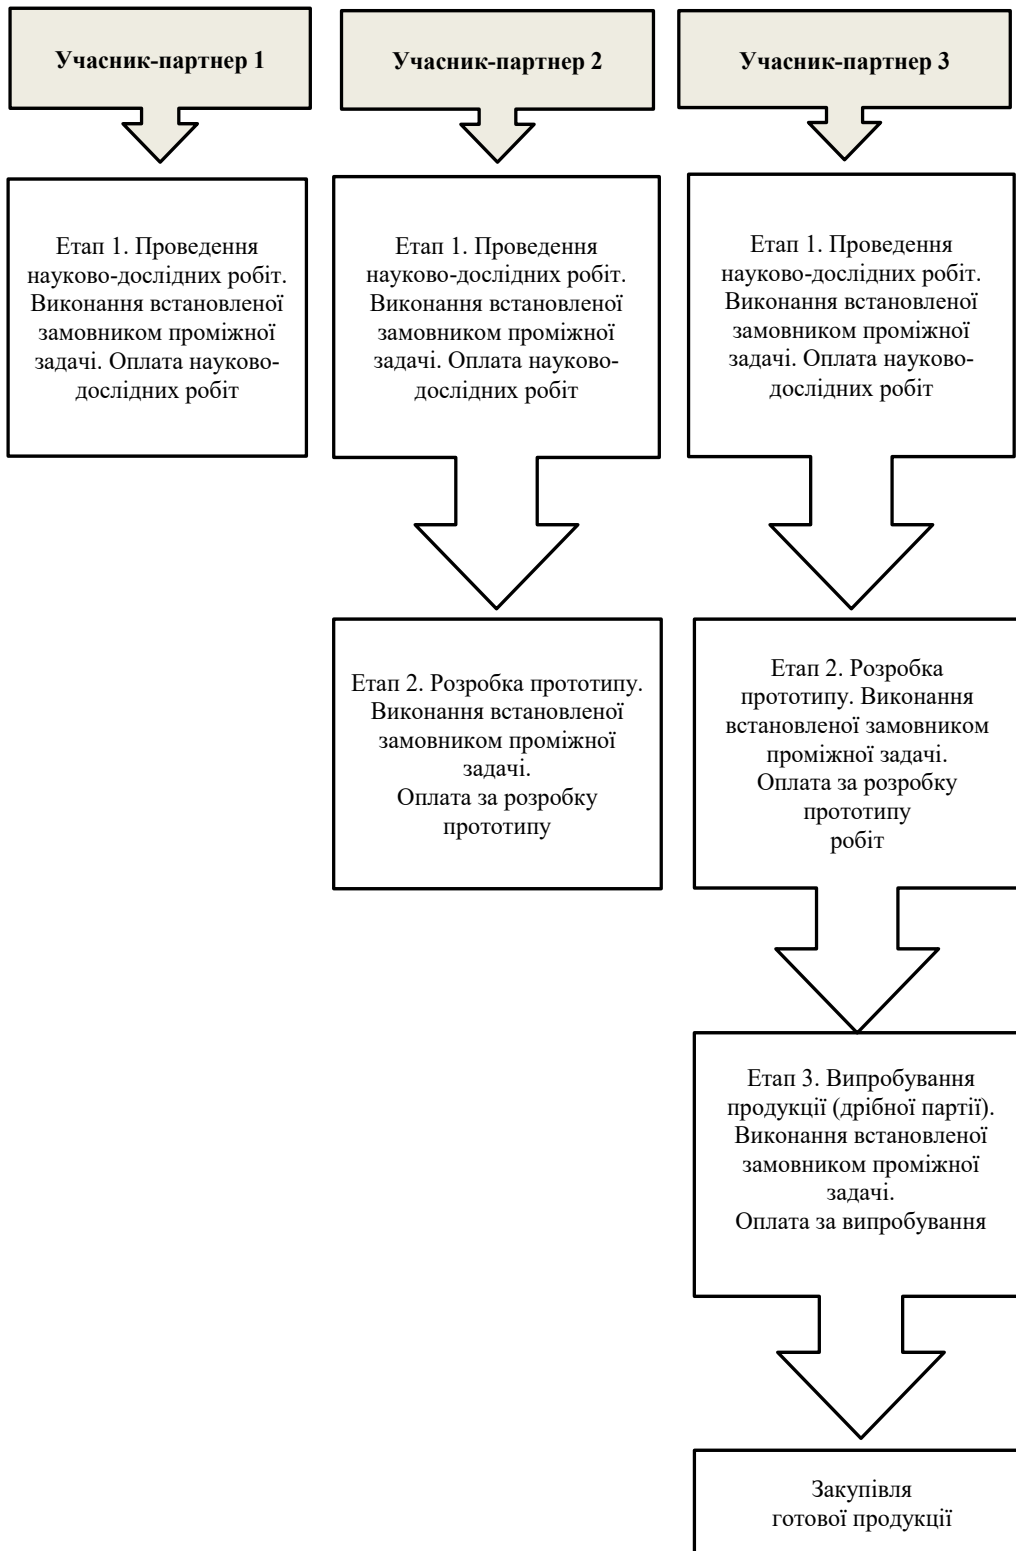 Учасник-партнер 1
Учасник-партнер 2
Учасник-партнер 3
Етап 1. Проведення
науково-дослідних робіт.
Виконання встановленої
замовником проміжної
задачі. Оплата науково-
дослідних робіт
Етап 1. Проведення
науково-дослідних робіт.
Виконання встановленої
замовником проміжної
задачі. Оплата науково-
дослідних робіт
Етап 1. Проведення
науково-дослідних робіт.
Виконання встановленої
замовником проміжної
задачі. Оплата науково-
дослідних робіт
Етап 2. Розробка прототипу.
Виконання встановленої
замовником проміжної
задачі.
Оплата за розробку
прототипу
Етап 2. Розробка
прототипу. Виконання
встановленої замовником
проміжної задачі.
Оплата за розробку
прототипу
робіт
Етап 3. Випробування
продукції (дрібної партії).
Виконання встановленої
замовником проміжної
задачі.
Оплата за випробування
Закупівля
готової продукції